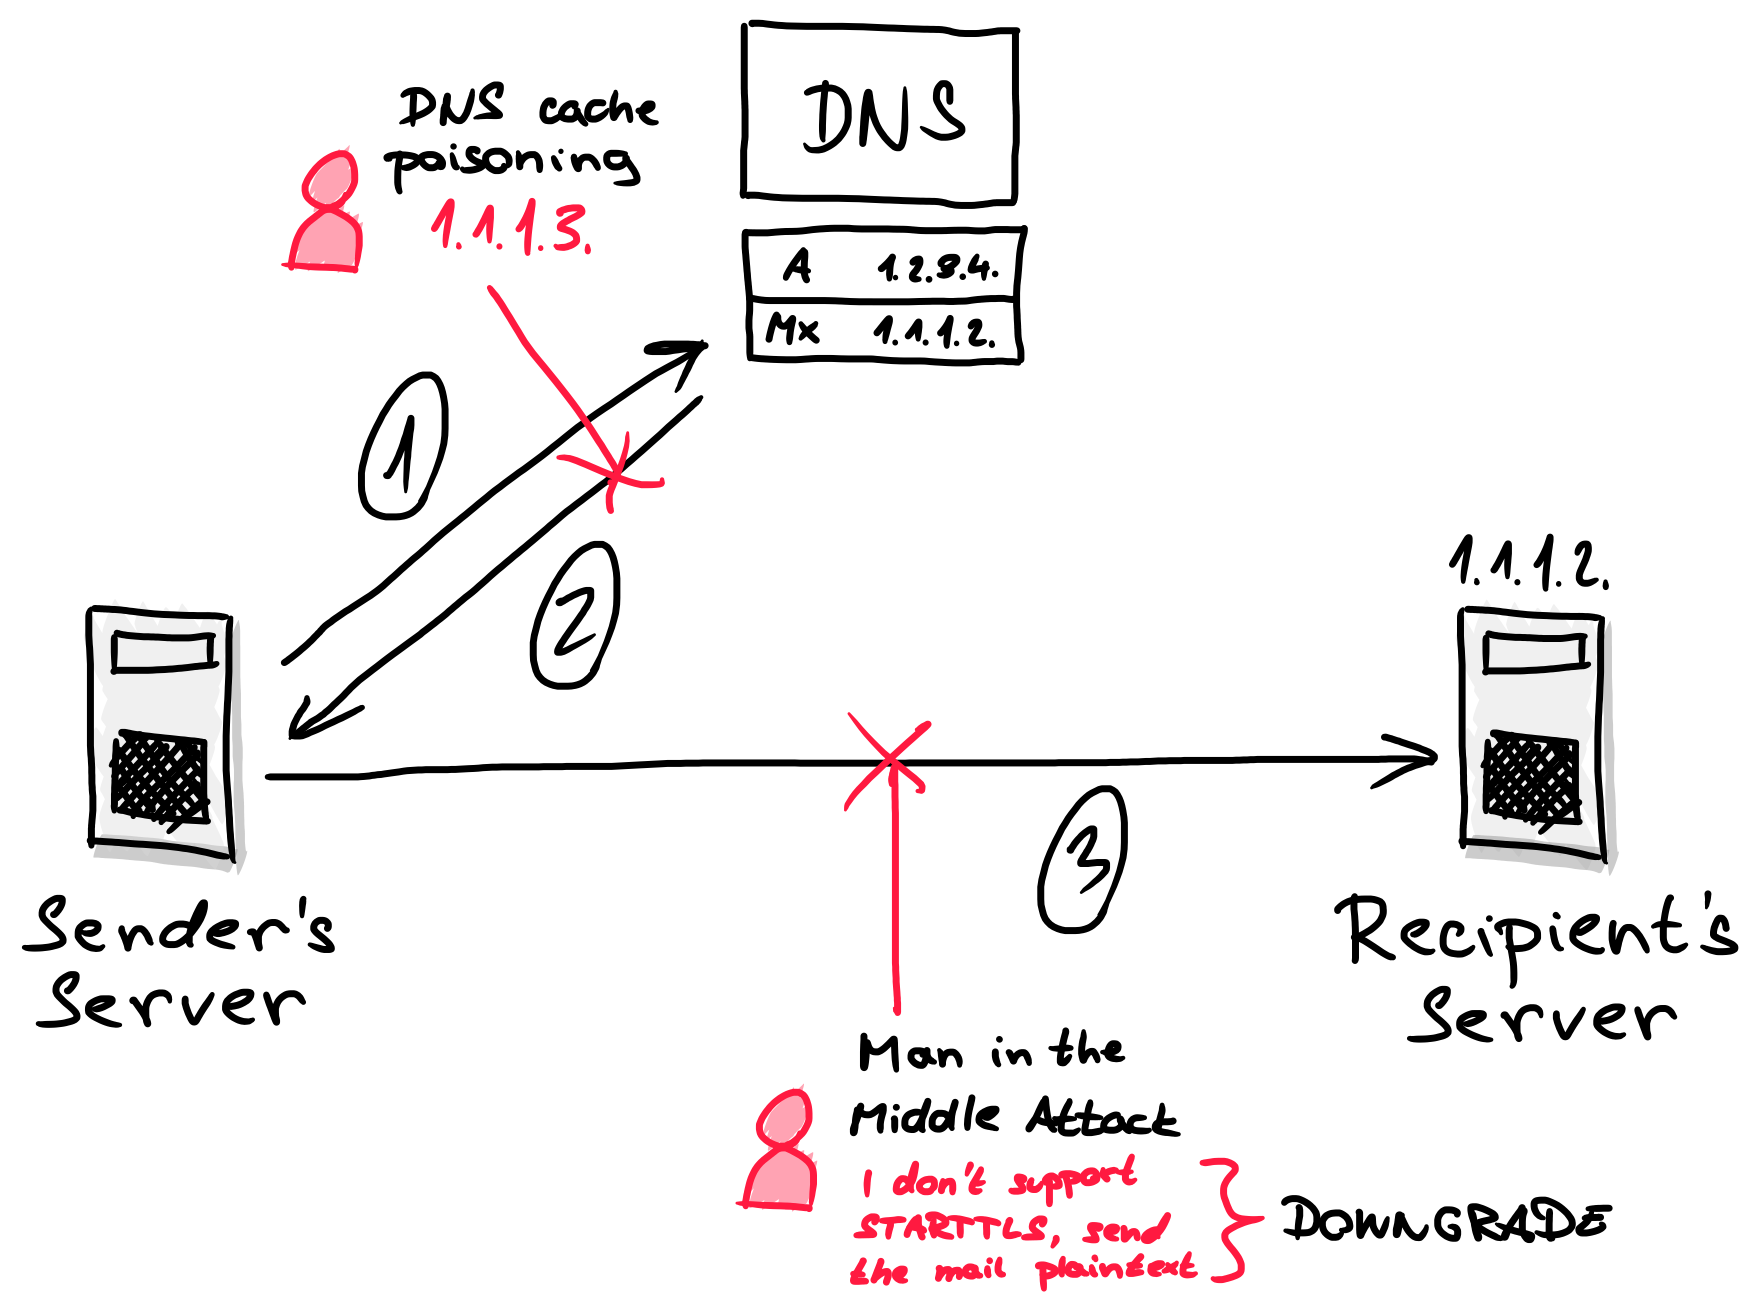 DNS
DNS cache
poisoning
1.1.1.3.
A 1.2.3.4.
Mx 1.1.1.2.
1
2
1.1.1.2.
3
Sender's
Server
Recipient's
Server
Man in the
Middle Attack
I don't support
STARTTLS, send
the mail plaintext
DOWNGRADE